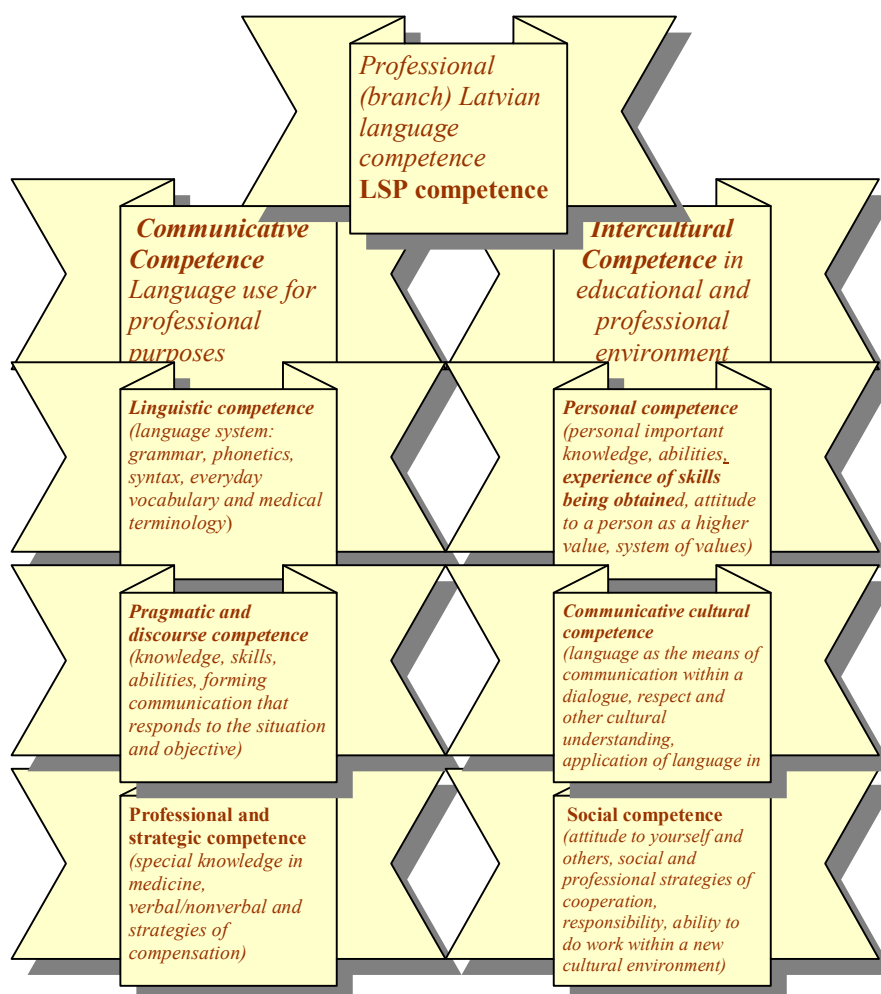 Professional
(branch) Latvian
language
competence
LSP competence
Communicative
Competence
Language use for
professional
purposes
Intercultural
Competence in
educational and
professional
environment
Linguistic competence
(language system:
grammar, phonetics,
syntax, everyday
vocabulary and medical
terminology)
Personal competence
(personal important
knowledge, abilities,
experience of skills
being obtained, attitude
to a person as a higher
value, system of values)
Pragmatic and
discourse competence
(knowledge, skills,
abilities, forming
communication that
responds to the situation
and objective)
Communicative cultural
competence
(language as the means of
communication within a
dialogue, respect and
other cultural
understanding,
application of language in
Professional and
strategic competence
(special knowledge in
medicine,
verbal/nonverbal and
strategies of
compensation)
Social competence
(attitude to yourself and
others, social and
professional strategies of
cooperation,
responsibility, ability to
do work within a new
cultural environment)